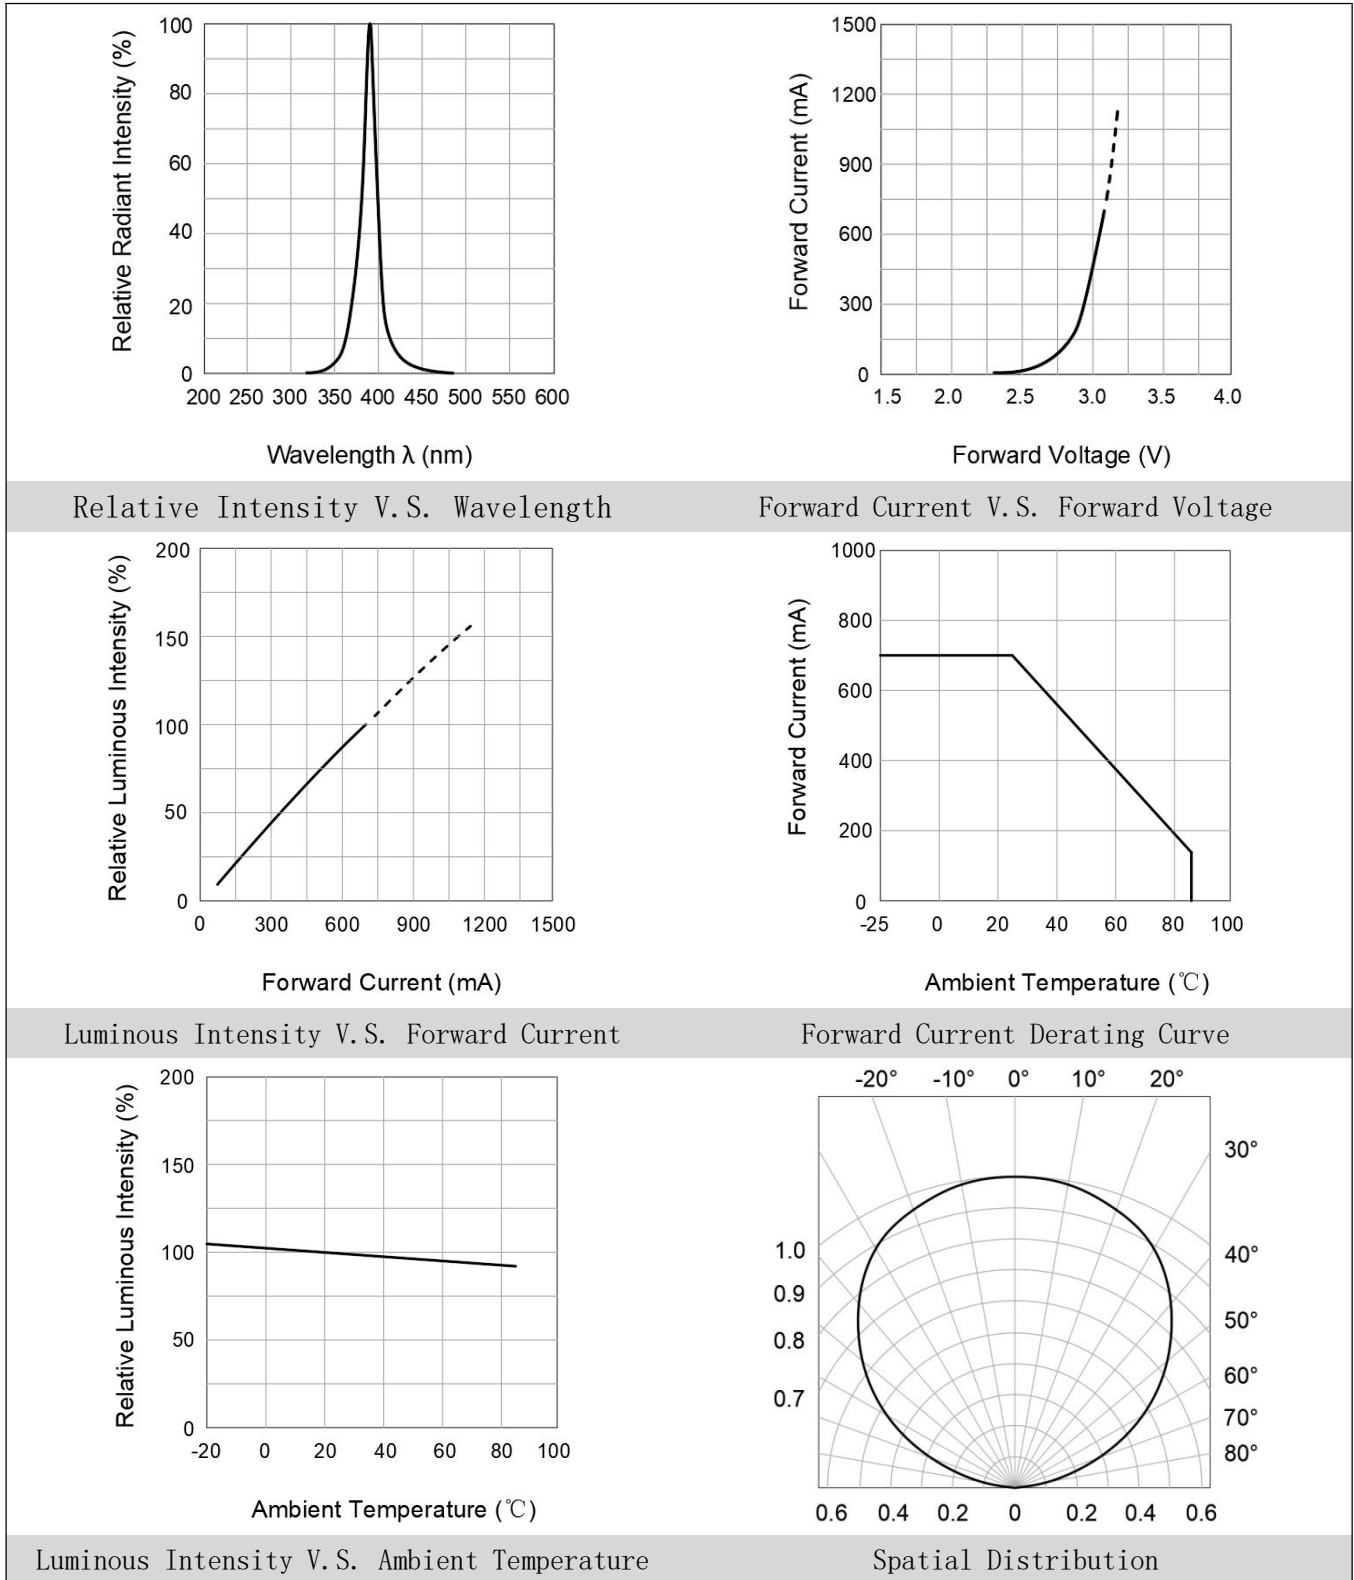 100
80
60
40
20
0
Relative Radiant Intensity (%)
200 250 300 350 400 450 500 550 600
Wavelength λ (nm)
1500
1200
900
600
300
0
Forward Current (mA)
1.5 2.0 2.5 3.0 3.5 4.0
Forward Voltage (V)
Relative Intensity V.S. Wavelength
Forward Current V.S. Forward Voltage
200
150
100
50
0
Relative Luminous Intensity (%)
0 300 600 900 1200 1500
Forward Current (mA)
1000
800
600
400
200
0
Forward Current (mA)
-25 0 20 40 60 80 100
Ambient Temperature (℃)
Luminous Intensity V.S. Forward Current
Forward Current Derating Curve
200
150
100
50
0
Relative Luminous Intensity (%)
-20 0 20 40 60 80 100
Ambient Temperature (℃)
-20° -10° 0° 10° 20°
30°
40°
50°
60°
70°
80°
1.0
0.9
0.8
0.7
0.6 0.4 0.2 0 0.2 0.4 0.6
Luminous Intensity V.S. Ambient Temperature
Spatial Distribution